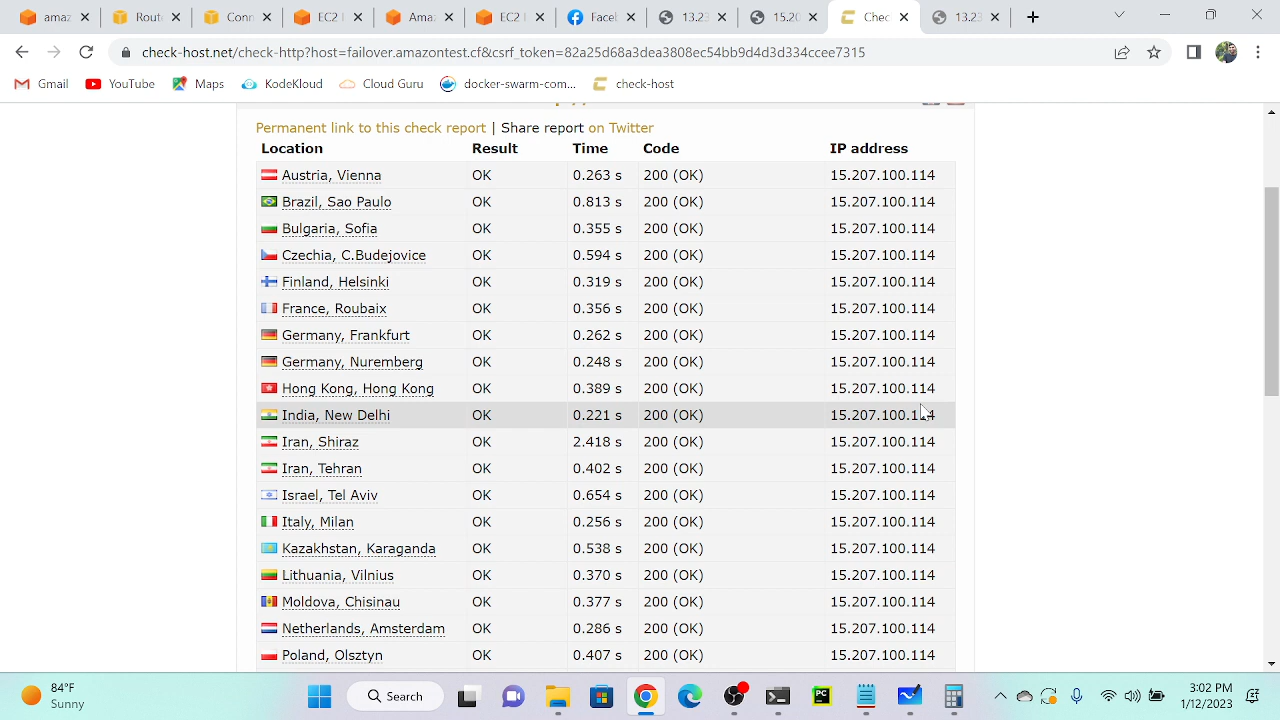 amaz
Rout
Conn
EC2 I
Amaz
EC2 I
Facel
13.23
15.20
Chec
13.23
check-host.net/check-http?host=failover.amazontest.cf&csrf_token=82a25d68a3dea3808ec54bb9d4d3d334ccee7315
Gmail YouTube Maps KodeKloud Cloud Guru docker-swarm-com... check-host
Permanent link to this check report | Share report on Twitter
Location Result Time Code IP address
Austria, Vienna OK 0.263 s 200 (OK) 15.207.100.114
Brazil, Sao Paulo OK 0.813 s 200 (OK) 15.207.100.114
Bulgaria, Sofia OK 0.355 s 200 (OK) 15.207.100.114
Czechia, C.Budejovice OK 0.594 s 200 (OK) 15.207.100.114
Finland, Helsinki OK 0.319 s 200 (OK) 15.207.100.114
France, Roubaix OK 0.356 s 200 (OK) 15.207.100.114
Germany, Frankfurt OK 0.262 s 200 (OK) 15.207.100.114
Germany, Nuremberg OK 0.248 s 200 (OK) 15.207.100.114
Hong Kong, Hong Kong OK 0.389 s 200 (OK) 15.207.100.114
India, New Delhi OK 0.221 s 200 (OK) 15.207.100.114
Iran, Shiraz OK 2.418 s 200 (OK) 15.207.100.114
Iran, Tehran OK 0.402 s 200 (OK) 15.207.100.114
Israel, Tel Aviv OK 0.654 s 200 (OK) 15.207.100.114
Italy, Milan OK 0.256 s 200 (OK) 15.207.100.114
Kazakhstan, Karaganda OK 0.538 s 200 (OK) 15.207.100.114
Lithuania, Vilnius OK 0.370 s 200 (OK) 15.207.100.114
Moldova, Chisinau OK 0.377 s 200 (OK) 15.207.100.114
Netherlands, Amsterdam OK 0.286 s 200 (OK) 15.207.100.114
Poland, Olsztyn OK 0.407 s 200 (OK) 15.207.100.114
84°F
Sunny
Search
PC
3:02 PM
1/12/2023